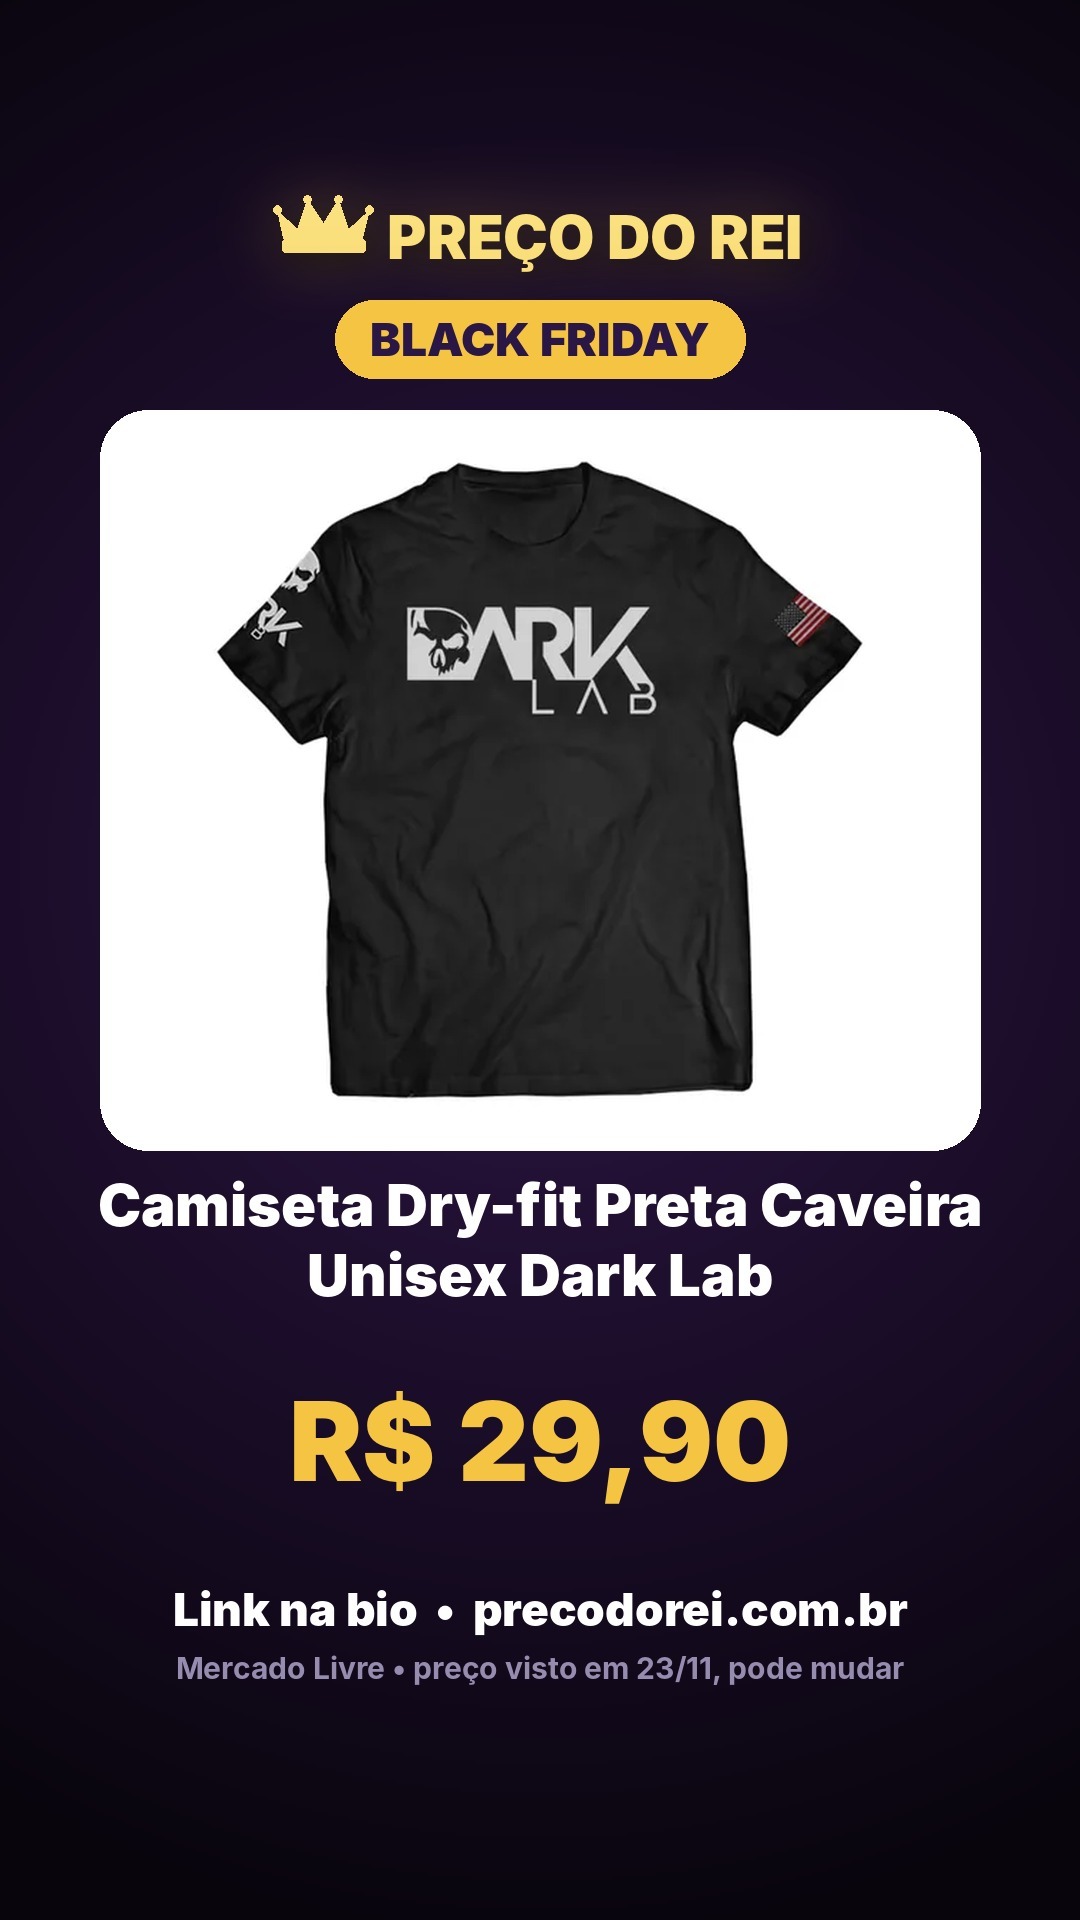 PREÇO DO REI
BLACK FRIDAY
DARK
LAB
Camiseta Dry-fit Preta Caveira
Unisex Dark Lab
R$ 29,90
Link na bio • precodorei.com.br
Mercado Livre • preço visto em 23/11, pode mudar